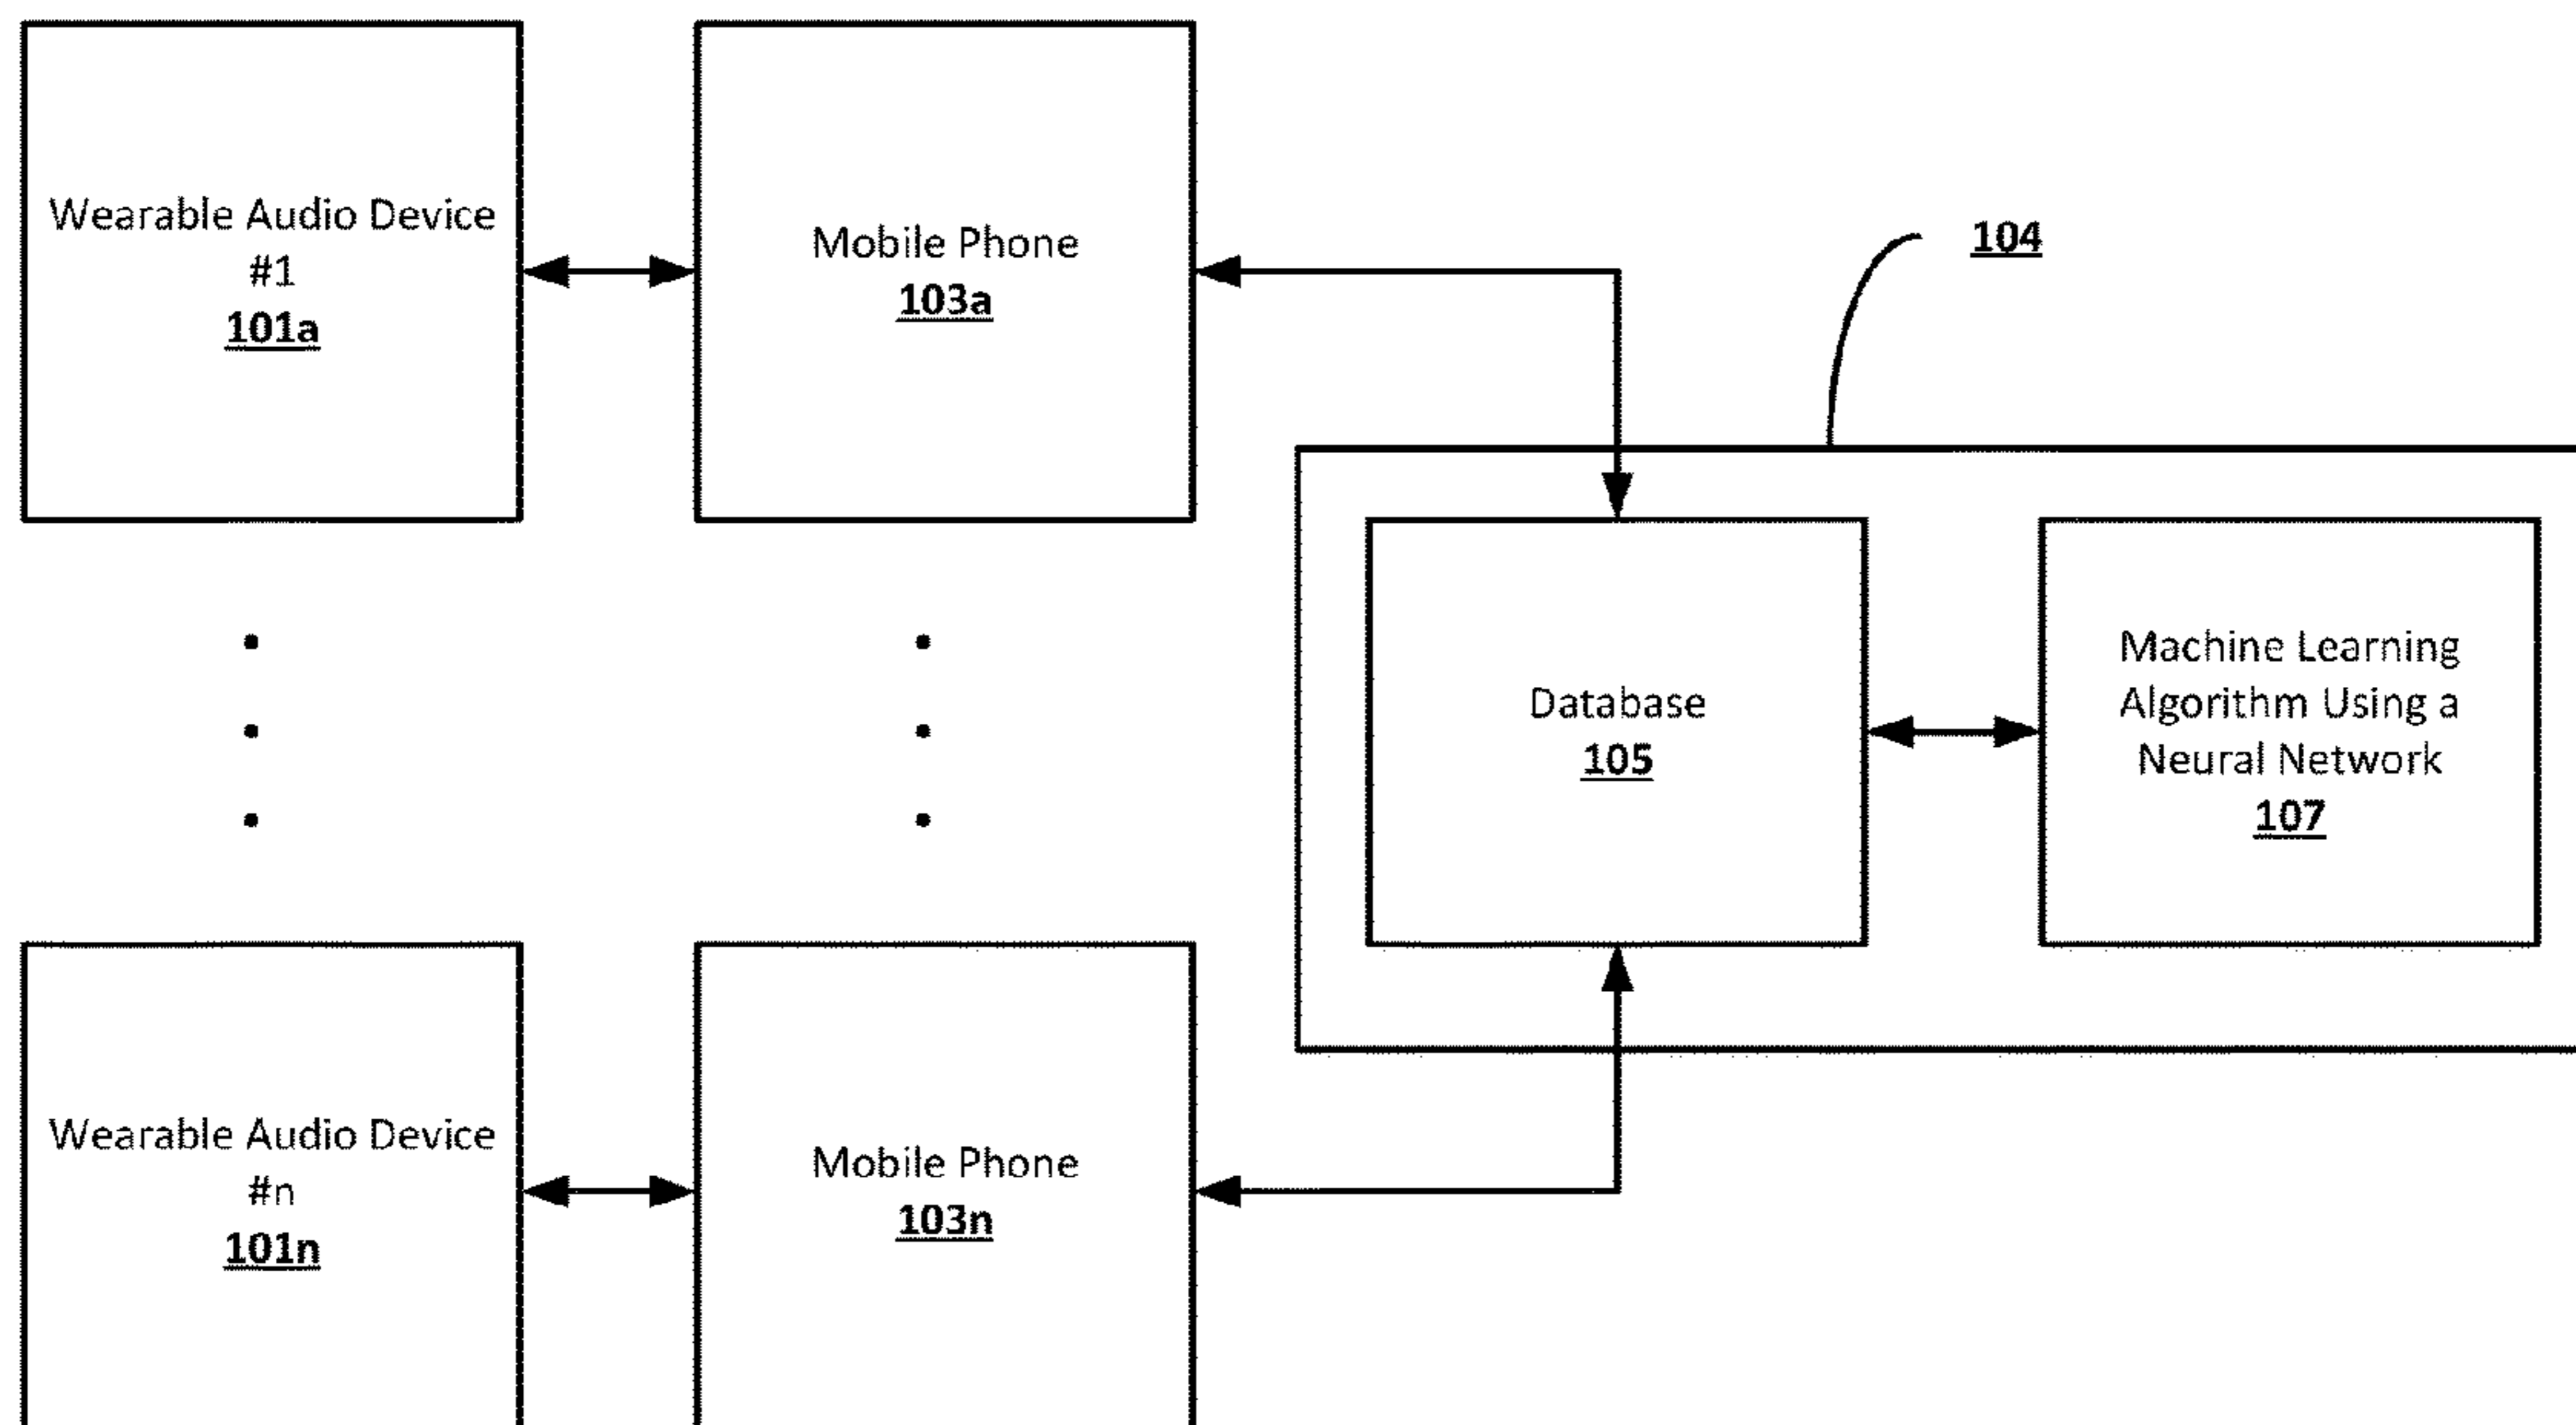 Wearable Audio Device
#1
101a
Mobile Phone
103a
104
Database
105
Machine Learning
Algorithm Using a
Neural Network
107
Wearable Audio Device
#n
101n
Mobile Phone
103n